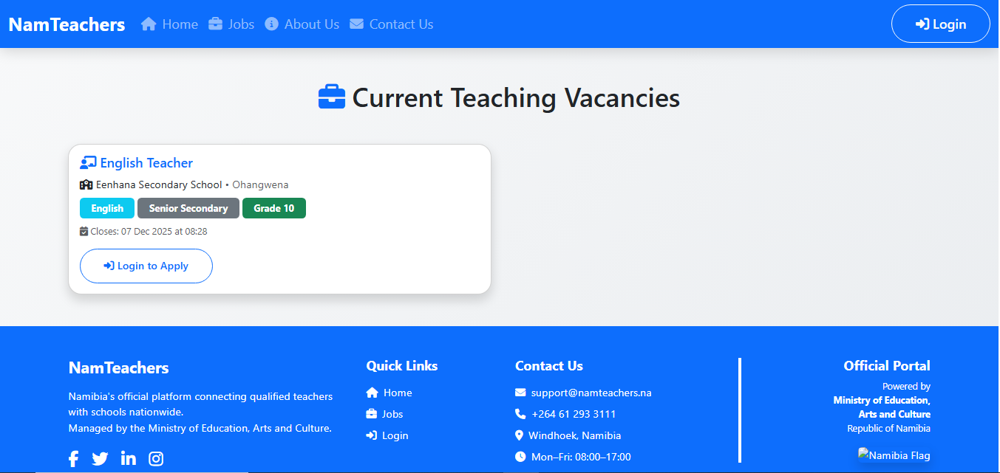 NamTeachers Home Jobs About Us Contact Us Login
Current Teaching Vacancies
English Teacher
Eenhana Secondary School • Ohangwena
English Senior Secondary Grade 10
Closes: 07 Dec 2025 at 08:28
Login to Apply
NamTeachers
Namibia's official platform connecting qualified teachers
with schools nationwide.
Managed by the Ministry of Education, Arts and Culture.
Quick Links
Home
Jobs
Login
Contact Us
support@namteachers.na
+264 61 293 3111
Windhoek, Namibia
Mon–Fri: 08:00–17:00
Official Portal
Powered by
Ministry of Education,
Arts and Culture
Republic of Namibia
Namibia Flag